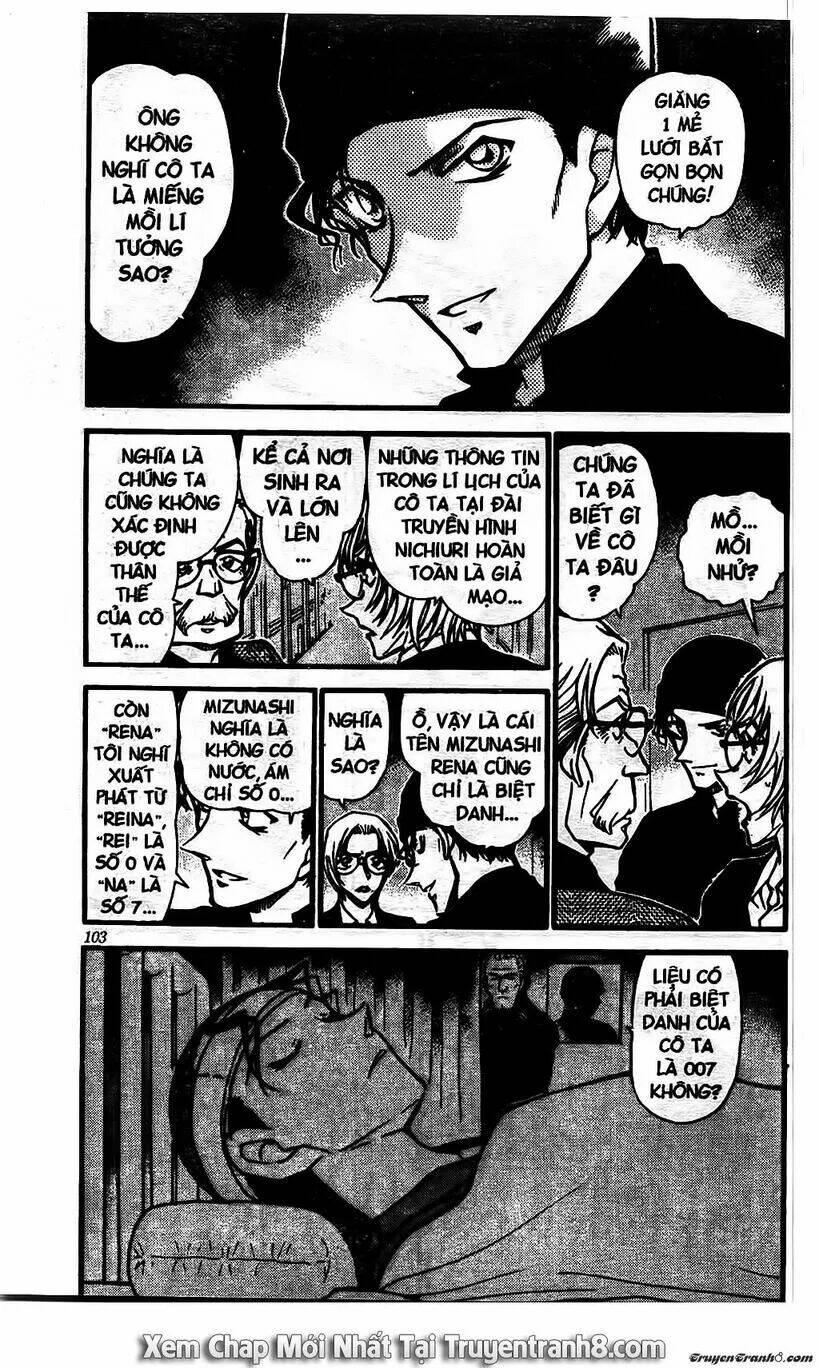 GIĂNG
1 MẺ
LƯỚI BẮT
GỌN BỌN
CHÚNG!
ÔNG
KHÔNG
NGHĨ CÔ TA
LÀ MIẾNG
MỒI LÍ
TƯỞNG
SAO?
MỒ...
MỒI
NHỬ?
CHÚNG
TA ĐÃ
BIẾT GÌ
VỀ CÔ
TA ĐÂU
?
NHỮNG THÔNG TIN
TRONG LÍ LỊCH CỦA
CÔ TA TẠI ĐÀI
TRUYỀN HÌNH
NICHIURI HOÀN
TOÀN LÀ GIẢ
MẠO...
KỂ CẢ NƠI
SINH RA
VÀ LỚN
LÊN
...
NGHĨA LÀ
CHÚNG TA
CŨNG KHÔNG
XÁC ĐỊNH
ĐƯỢC
THÂN
THẾ
CỦA CÔ
TA...
Ồ, VẬY LÀ CÁI
TÊN MIZUNASHI
RENA CŨNG
CHỈ LÀ BIỆT
DANH...
NGHĨA
LÀ
SAO?
MIZUNASHI
NGHĨA LÀ
KHÔNG CÓ
NƯỚC, ÁM
CHỈ SỐ 0...
CÒN
"RENA"
TÔI NGHĨ
XUẤT
PHÁT TỪ
"REINA",
"REI" LÀ
SỐ 0 VÀ
"NA" LÀ
SỐ 7...
103
LIỆU CÓ
PHẢI BIỆT
DANH CỦA
CÔ TA
LÀ 007
KHÔNG?
Xem Chap Mới Nhất Tại Truyentranh8.com
TruyenTranh8.com